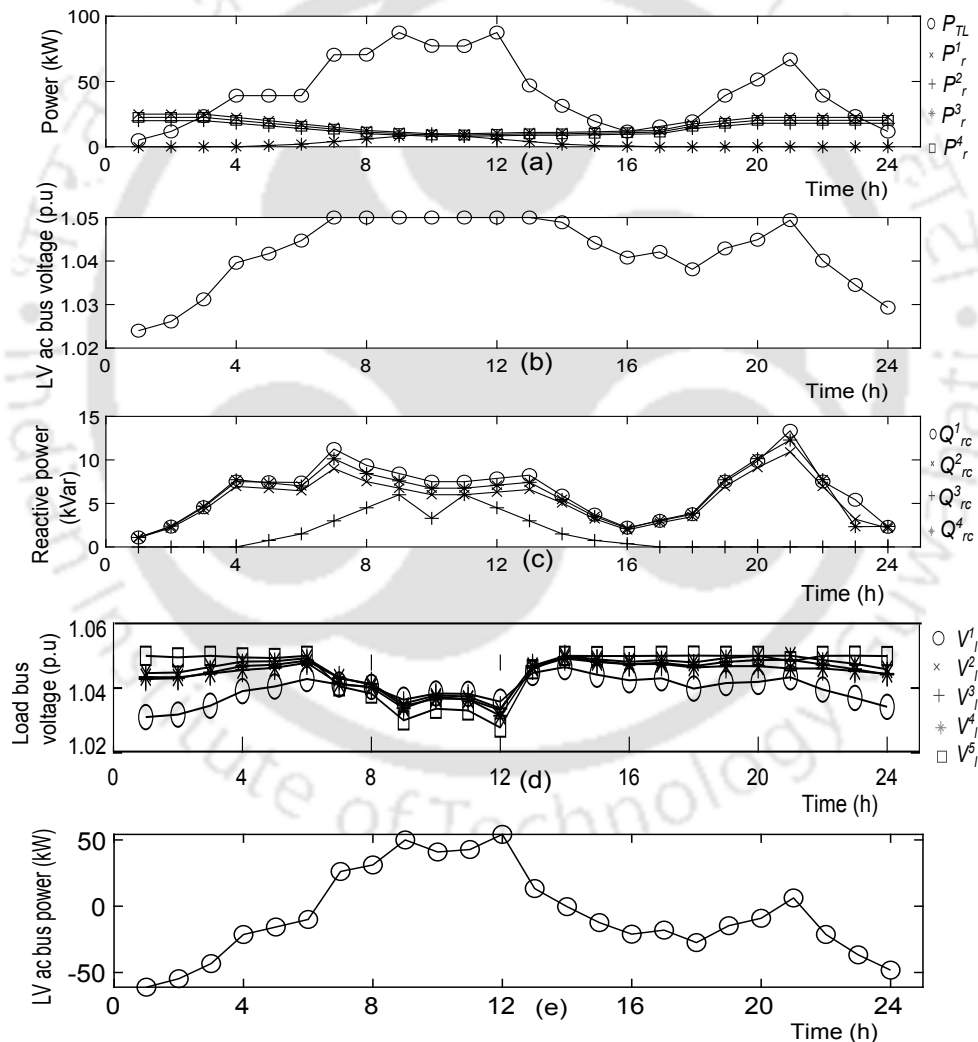 100
50
0
Power (kW)
0
4
8
12
16
20
24
(a)
Time (h)
P_TL
P^1_r
P^2_r
P^3_r
P^4_r
1.05
1.04
1.03
1.02
LV ac bus voltage (p.u)
0
4
8
12
16
20
24
(b)
Time (h)
15
10
5
0
Reactive power
(kVar)
0
4
8
12
16
20
24
(c)
Time (h)
Q^1_rc
Q^2_rc
Q^3_rc
Q^4_rc
1.06
1.04
1.02
Load bus
voltage (p.u)
0
4
8
12
16
20
24
(d)
Time (h)
V^1_l
V^2_l
V^3_l
V^4_l
V^5_l
50
0
-50
LV ac bus power (kW)
0
4
8
12
16
20
24
(e)
Time (h)
Indian Institute of Technology Guwahati